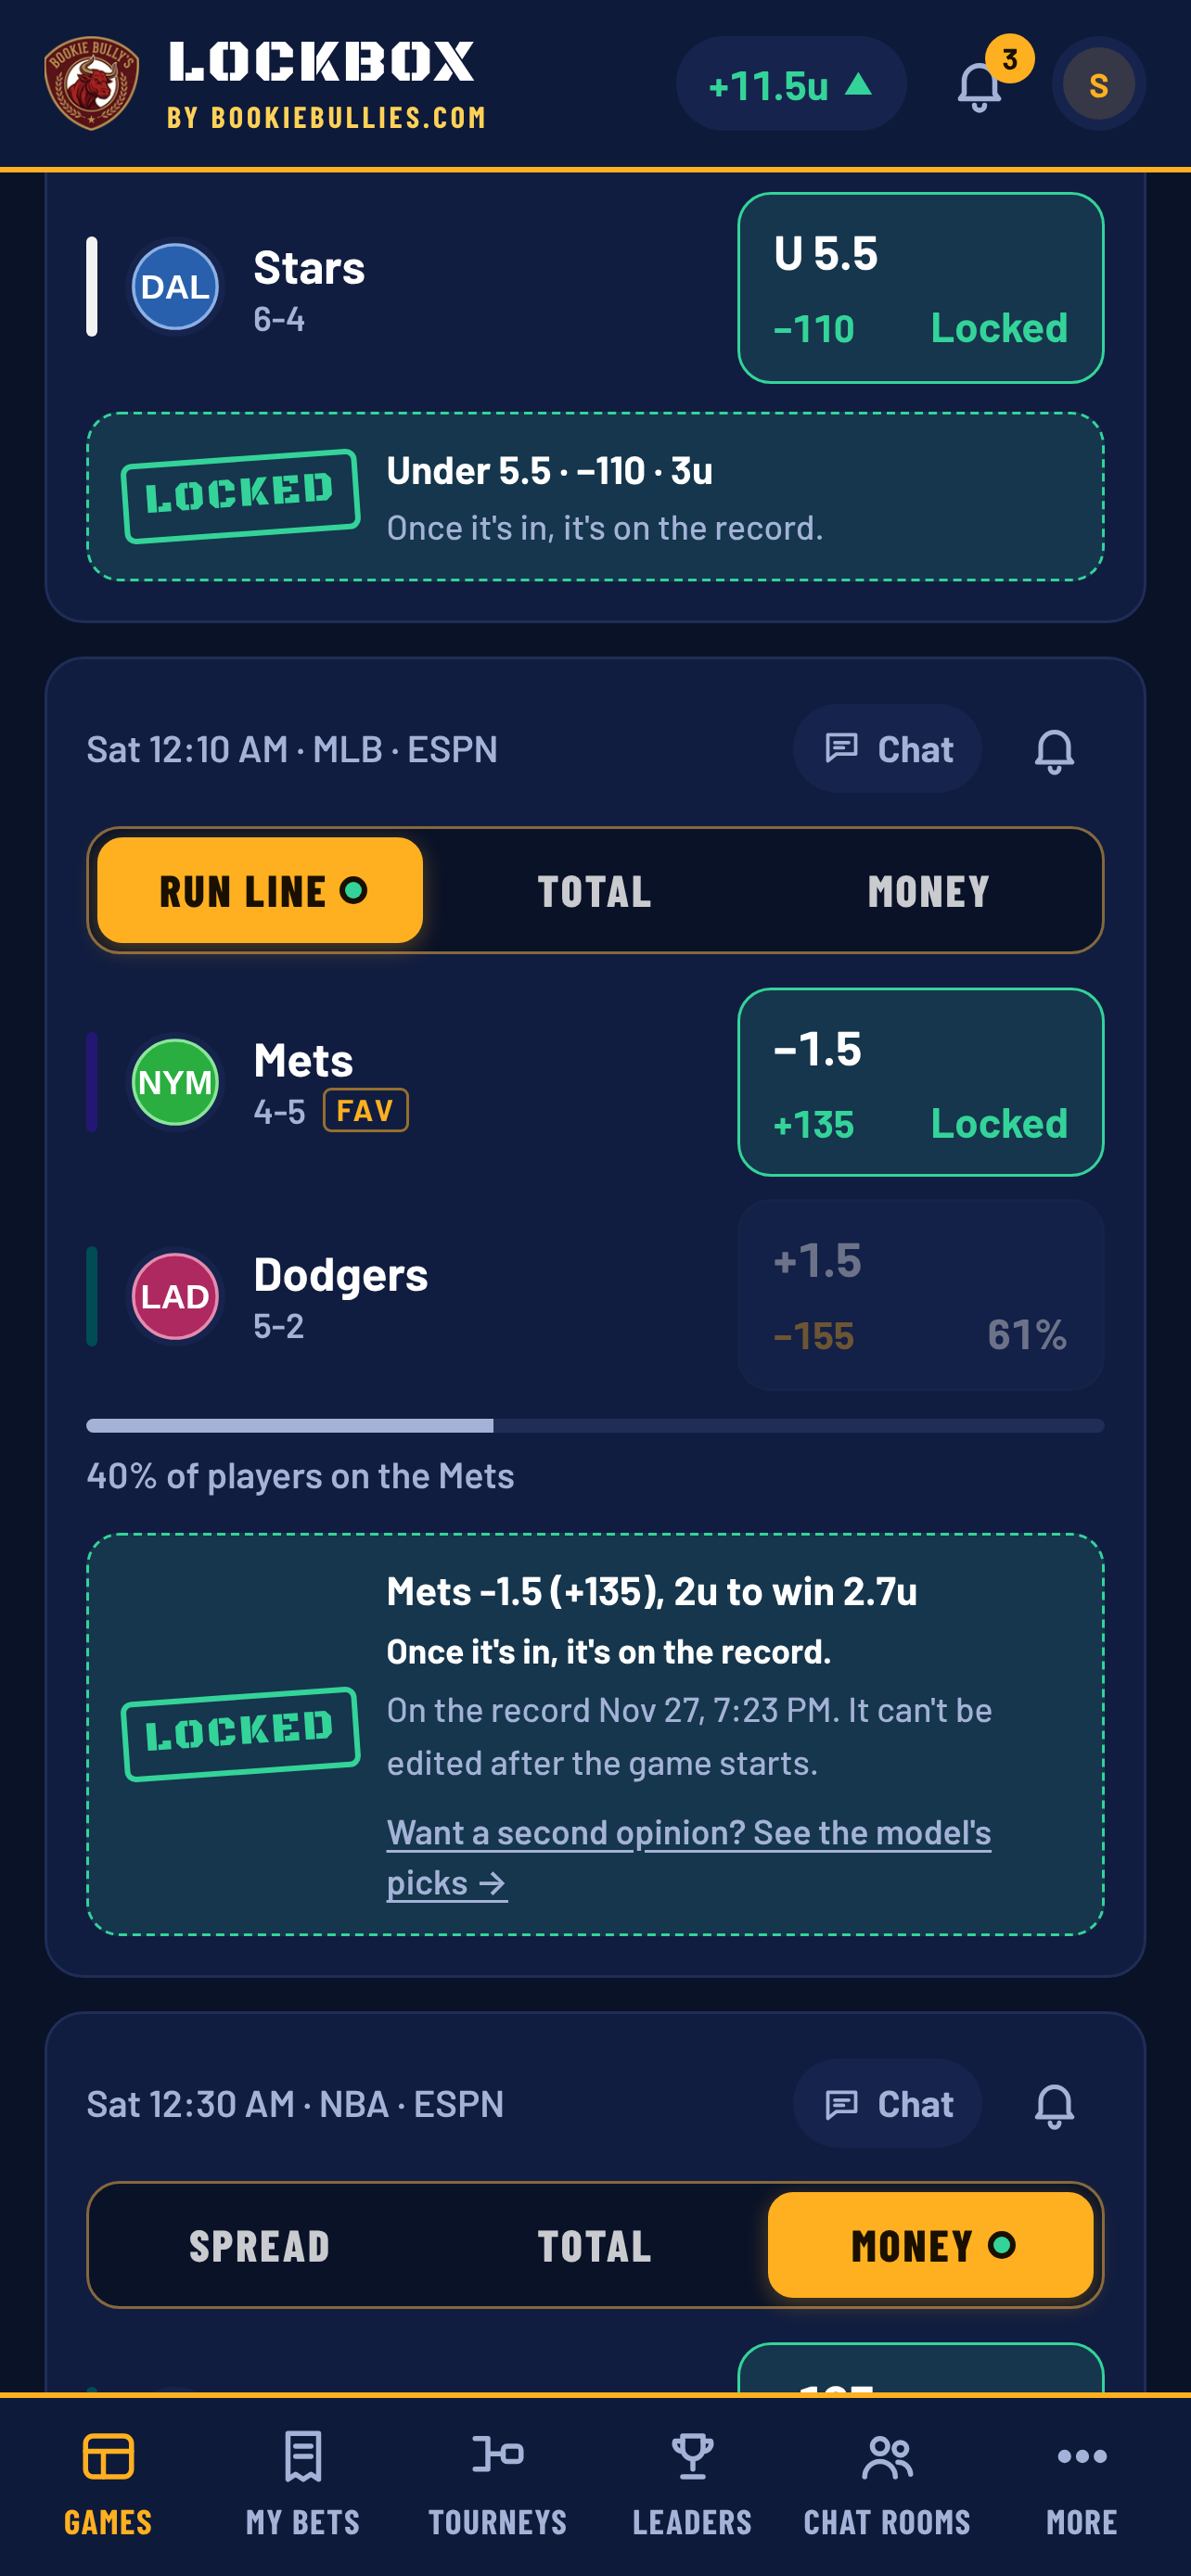 BOOKIE BULLY'S
LOCKBOX
BY BOOKIEBULLIES.COM
+11.5u ▲
3
S
DAL
Stars
6-4
U 5.5
−110 Locked
LOCKED
Under 5.5 · −110 · 3u
Once it's in, it's on the record.
Sat 12:10 AM · MLB · ESPN
Chat
RUN LINE
TOTAL
MONEY
NYM
Mets
4-5 FAV
−1.5
+135 Locked
LAD
Dodgers
5-2
+1.5
−155 61%
40% of players on the Mets
LOCKED
Mets -1.5 (+135), 2u to win 2.7u
Once it's in, it's on the record.
On the record Nov 27, 7:23 PM. It can't be
edited after the game starts.
Want a second opinion? See the model's
picks →
Sat 12:30 AM · NBA · ESPN
Chat
SPREAD
TOTAL
MONEY
GAMES
MY BETS
TOURNEYS
LEADERS
CHAT ROOMS
MORE